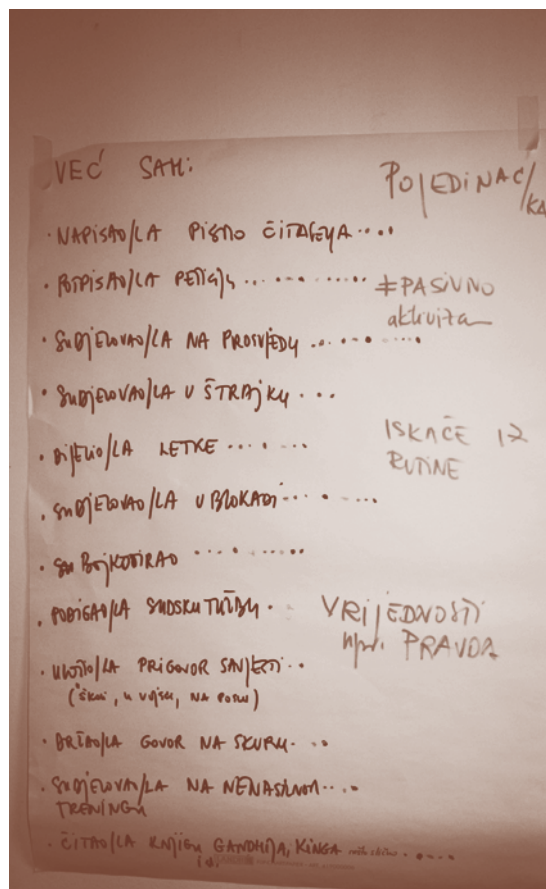 VEĆ SAM:
POJEDINAC/
KA
· NAPISAO/LA PISMO ČITATELJA .....
· POTPISAO/LA PETICIJU ............
≠ PASIVNO
aktivizam
· SUDJELOVAO/LA NA PROSVJEDU ..........
· SUDJELOVAO/LA U ŠTRAJKU ...
ISKAČE IZ
RUTINE
· DIJELIO/LA LETKE .......
· SUDJELOVAO/LA U BLOKADI .........
· SAM BOJKOTIRAO .........
· PODIGAO/LA SUDSKU TUŽBU .
VRIJEDNOSTI
npr. PRAVDA
· ULOŽIO/LA PRIGOVOR SAVJESTI ..
(školi, u vojsci, NA POSLU)
· DRŽAO/LA GOVOR NA SKUPU ...
· SUDJELOVAO/LA NA NENASILNOM .....
TRENINGU
· ČITAO/LA KNJIGU GANDHIJA, KINGA